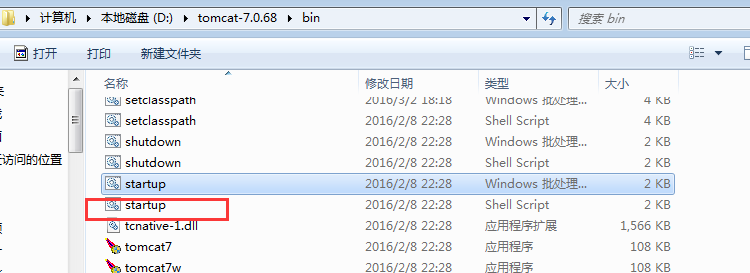 计算机 ▸ 本地磁盘 (D:) ▸ tomcat-7.0.68 ▸ bin 搜索 bin
打开 打印 新建文件夹
名称 修改日期 类型 大小
setclasspath 2016/3/2 18:18 Windows 批处理... 4 KB
setclasspath 2016/2/8 22:28 Shell Script 4 KB
shutdown 2016/2/8 22:28 Windows 批处理... 2 KB
shutdown 2016/2/8 22:28 Shell Script 2 KB
访问的位置
startup 2016/2/8 22:28 Windows 批处理... 2 KB
startup 2016/2/8 22:28 Shell Script 2 KB
tcnative-1.dll 2016/2/8 22:28 应用程序扩展 1,566 KB
tomcat7 2016/2/8 22:28 应用程序 108 KB
tomcat7w 2016/2/8 22:28 应用程序 108 KB